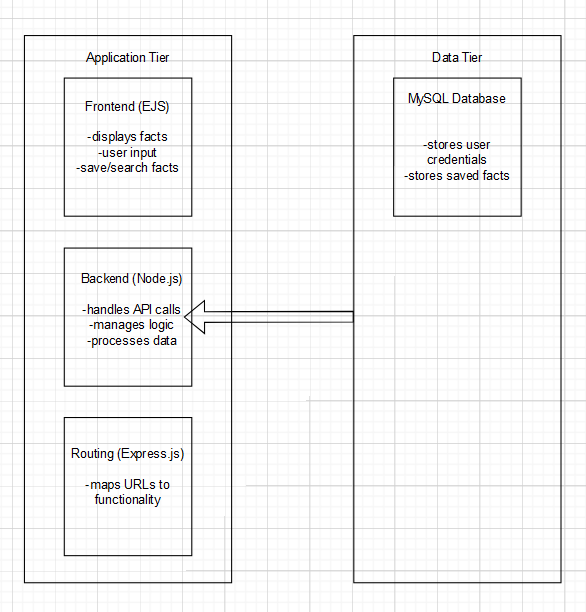 Application Tier
Frontend (EJS)
-displays facts
-user input
-save/search facts
Backend (Node.js)
-handles API calls
-manages logic
-processes data
Routing (Express.js)
-maps URLs to
functionality
Data Tier
MySQL Database
-stores user
credentials
-stores saved facts